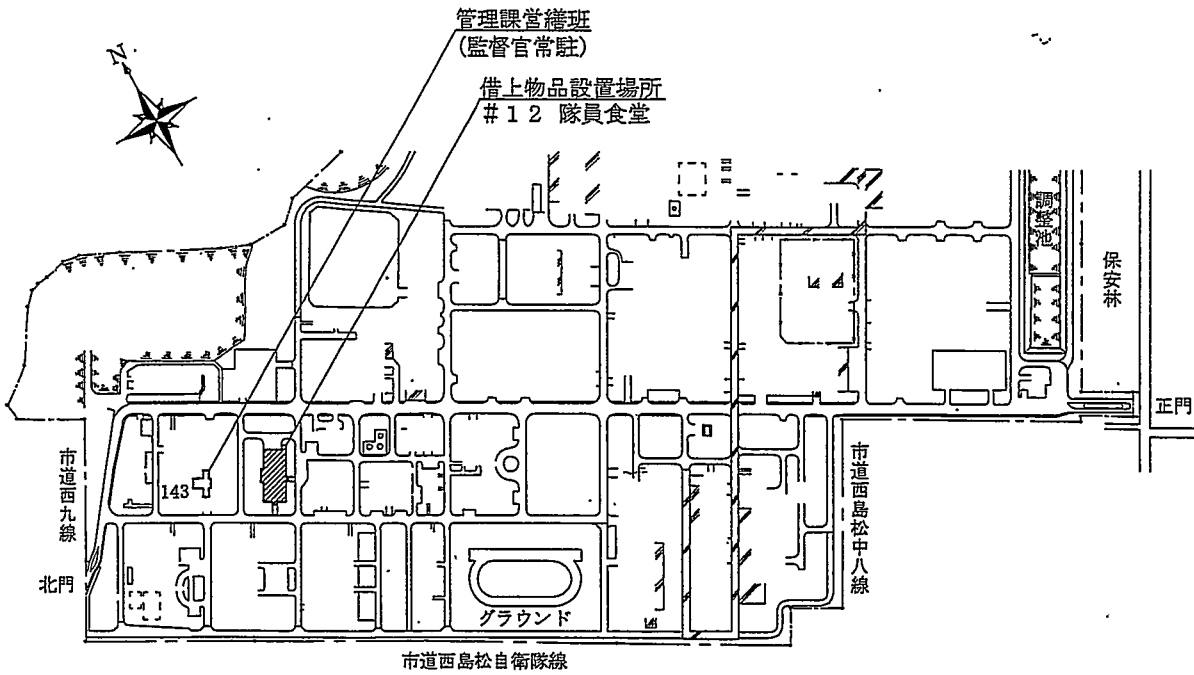 管理課営繕班
(監督官常駐)
N
借上物品設置場所
#12 隊員食堂
調整池
保安林
正門
市道西九線
143
市道西島松中八線
北門
グラウンド
市道西島松自衛隊線